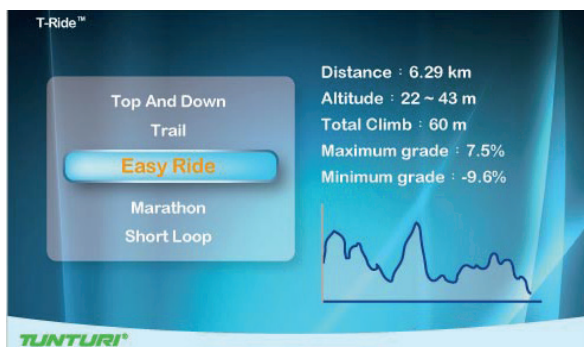 T-Ride™
Top And Down
Trail
Easy Ride
Marathon
Short Loop
Distance : 6.29 km
Altitude : 22 ~ 43 m
Total Climb : 60 m
Maximum grade : 7.5%
Minimum grade : -9.6%
TUNTURI®